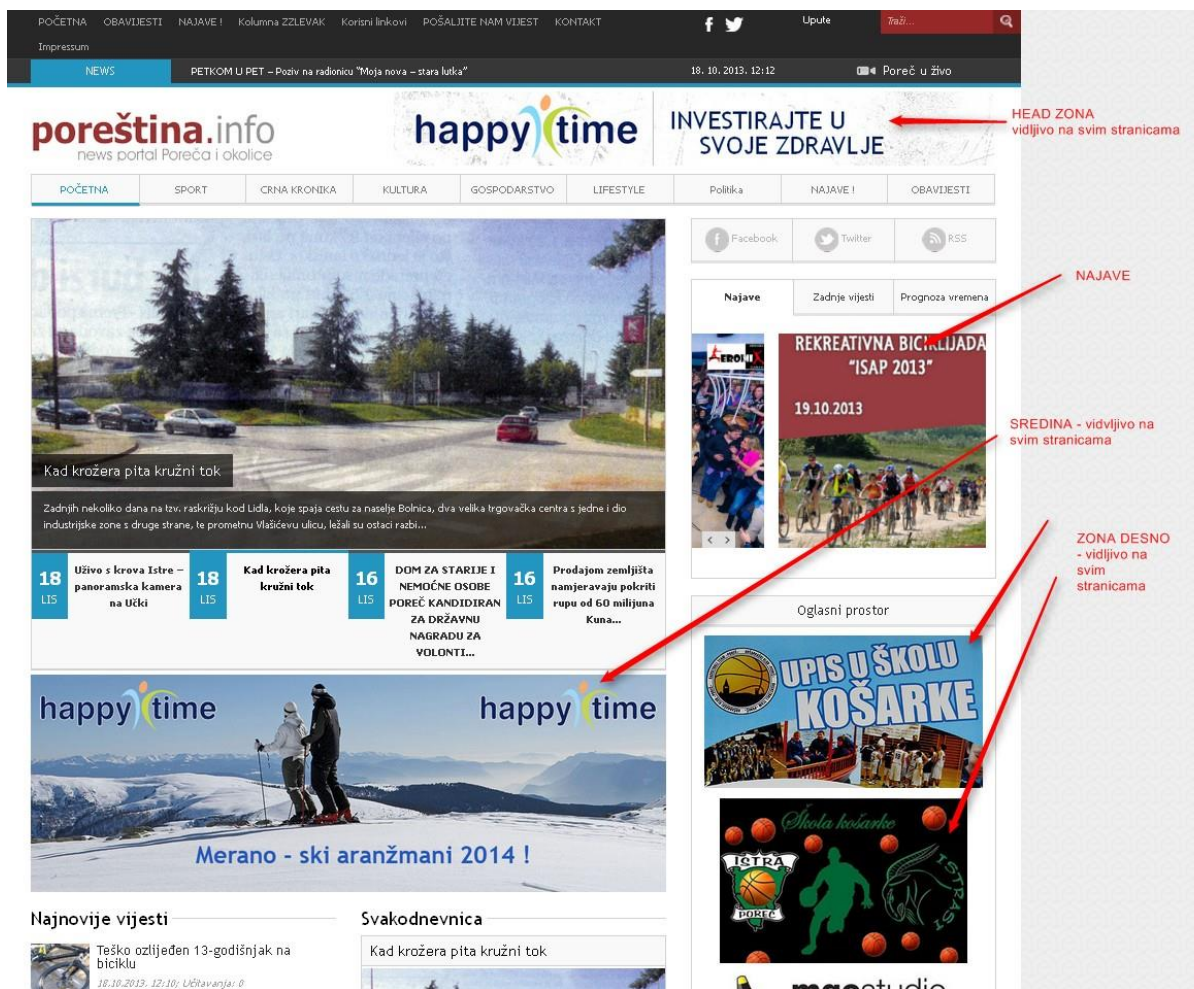 POČETNA OBAVIJESTI NAJAVE ! Kolumna ZZLEVAK Korisni linkovi POŠALJITE NAM VIJEST KONTAKT
Impressum
Upute
Traži...
NEWS
PETKOM U PET – Poziv na radionicu "Moja nova – stara lutka"
18. 10. 2013. 12:12
Poreč u živo
poreština.info
news portal Poreča i okolice
happy time
INVESTIRAJTE U
SVOJE ZDRAVLJE
HEAD ZONA
vidljivo na svim stranicama
POČETNA SPORT CRNA KRONIKA KULTURA GOSPODARSTVO LIFESTYLE Politika NAJAVE ! OBAVIJESTI
Kad krožera pita kružni tok
Zadnjih nekoliko dana na tzv. raskrižju kod Lidla, koje spaja cestu za naselje Bolnica, dva velika trgovačka centra s jedne i dio
industrijske zone s druge strane, te prometnu Vlašićevu ulicu, ležali su ostaci razbi...
18
LIS
Uživo s krova Istre –
panoramska kamera
na Učki
18
LIS
Kad krožera pita
kružni tok
16
LIS
DOM ZA STARIJE I
NEMOĆNE OSOBE
POREČ KANDIDIRAN
ZA DRŽAVNU
NAGRADU ZA
VOLONTI...
16
LIS
Prodajom zemljišta
namjeravaju pokriti
rupu od 60 milijuna
Kuna...
Facebook Twitter RSS
Najave Zadnje vijesti Prognoza vremena
REKREATIVNA BICIKLIJADA
"ISAP 2013"
19.10.2013
NAJAVE
SREDINA - vidvljivo na
svim stranicama
ZONA DESNO
- vidljivo na
svim
stranicama
Oglasni prostor
UPIS U ŠKOLU
KOŠARKE
Škola košarke
ISTRA
POREČ
ISTRASI
happy time
happy time
Merano - ski aranžmani 2014 !
Najnovije vijesti
Teško ozlijeđen 13-godišnjak na
biciklu
18.10.2013. 12:10; Učitavanja: 0
Svakodnevnica
Kad krožera pita kružni tok